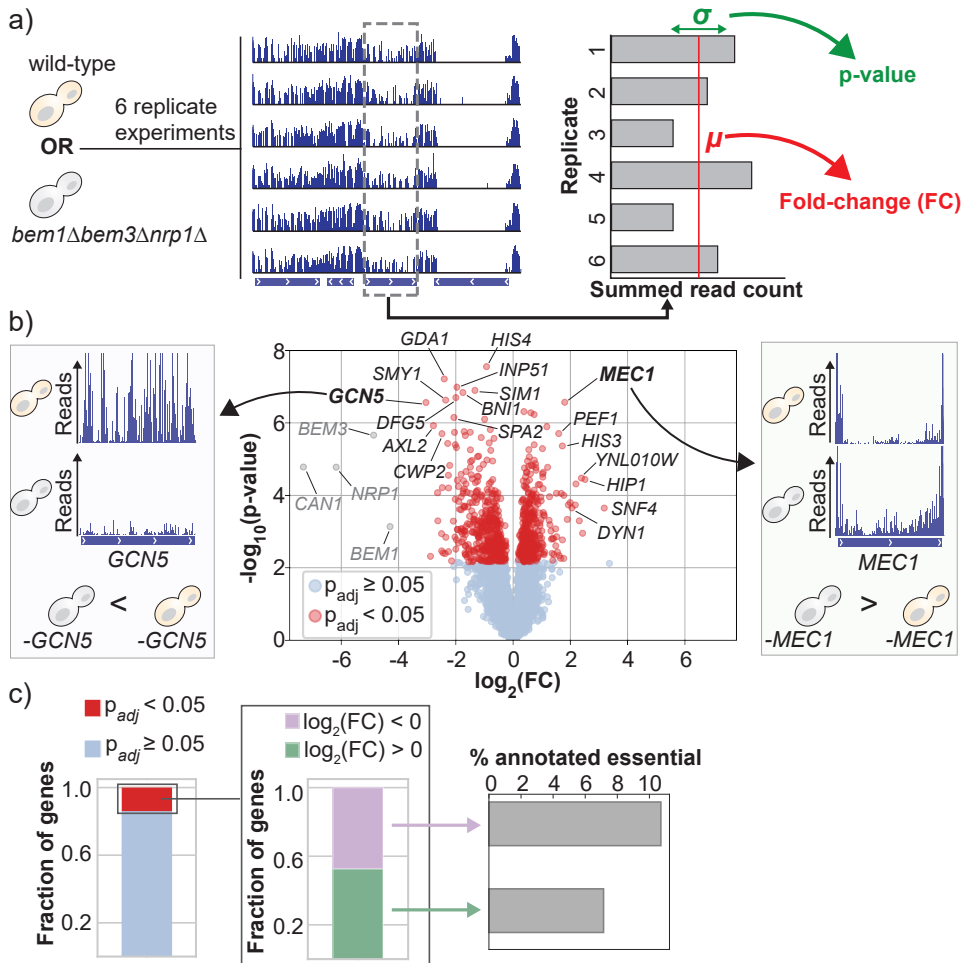 a)
wild-type
OR
bem1Δbem3Δnrp1Δ
6 replicate
experiments
Replicate
1
2
3
4
5
6
σ
p-value
μ
Fold-change (FC)
Summed read count
b)
Reads
Reads
GCN5
<
-GCN5
-GCN5
-log10(p-value)
8
6
4
2
0
GDA1
HIS4
SMY1
INP51
GCN5
SIM1
MEC1
BNI1
BEM3
DFG5
PEF1
AXL2
SPA2
HIS3
CWP2
YNL010W
CAN1
NRP1
HIP1
SNF4
BEM1
DYN1
padj ≥ 0.05
padj < 0.05
-6
-4
-2
0
2
4
6
log2(FC)
Reads
Reads
MEC1
>
-MEC1
-MEC1
c)
padj < 0.05
padj ≥ 0.05
Fraction of genes
1.0
0.6
0.2
log2(FC) < 0
log2(FC) > 0
Fraction of genes
1.0
0.6
0.2
% annotated essential
0 2 4 6 8 10